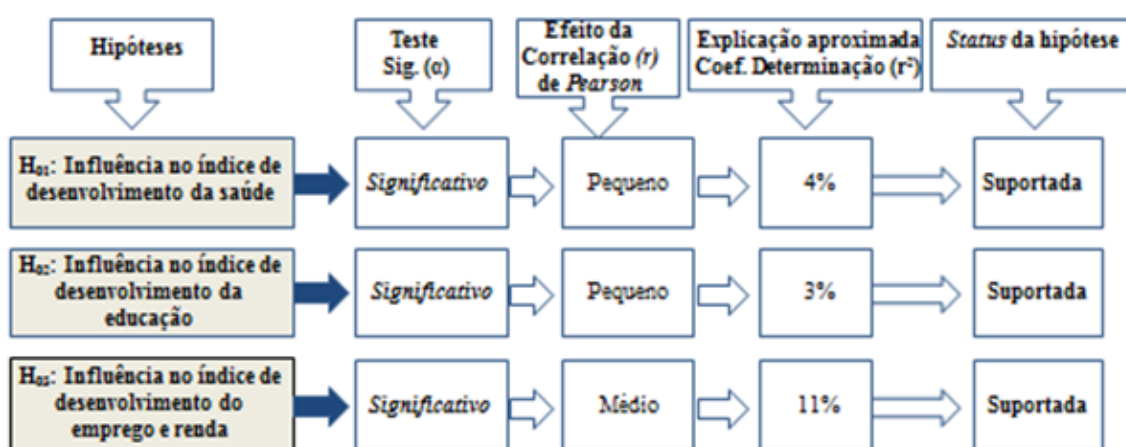 Hipóteses
Teste
Sig. (α)
Efeito da
Correlação (r)
de Pearson
Explicação aproximada
Coef. Determinação (r²)
Status da hipótese
H₀₁: Influência no índice de
desenvolvimento da saúde
Significativo
Pequeno
4%
Suportada
H₀₂: Influência no índice de
desenvolvimento da
educação
Significativo
Pequeno
3%
Suportada
H₀₃: Influência no índice de
desenvolvimento do
emprego e renda
Significativo
Médio
11%
Suportada